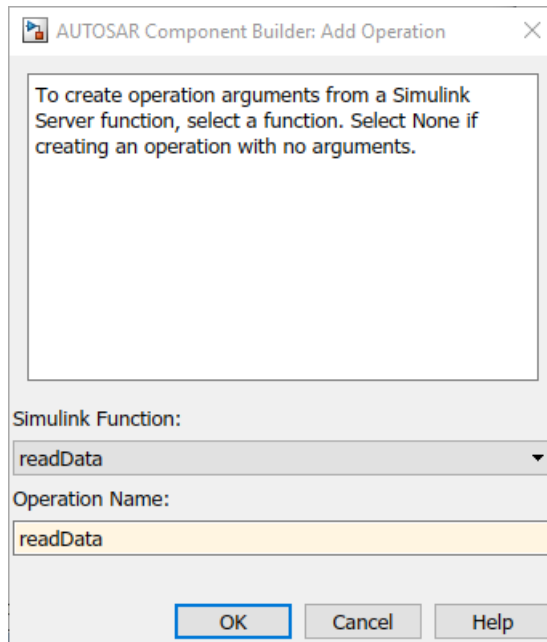 AUTOSAR Component Builder: Add Operation
To create operation arguments from a Simulink
Server function, select a function. Select None if
creating an operation with no arguments.
Simulink Function:
readData
Operation Name:
readData
OK Cancel Help